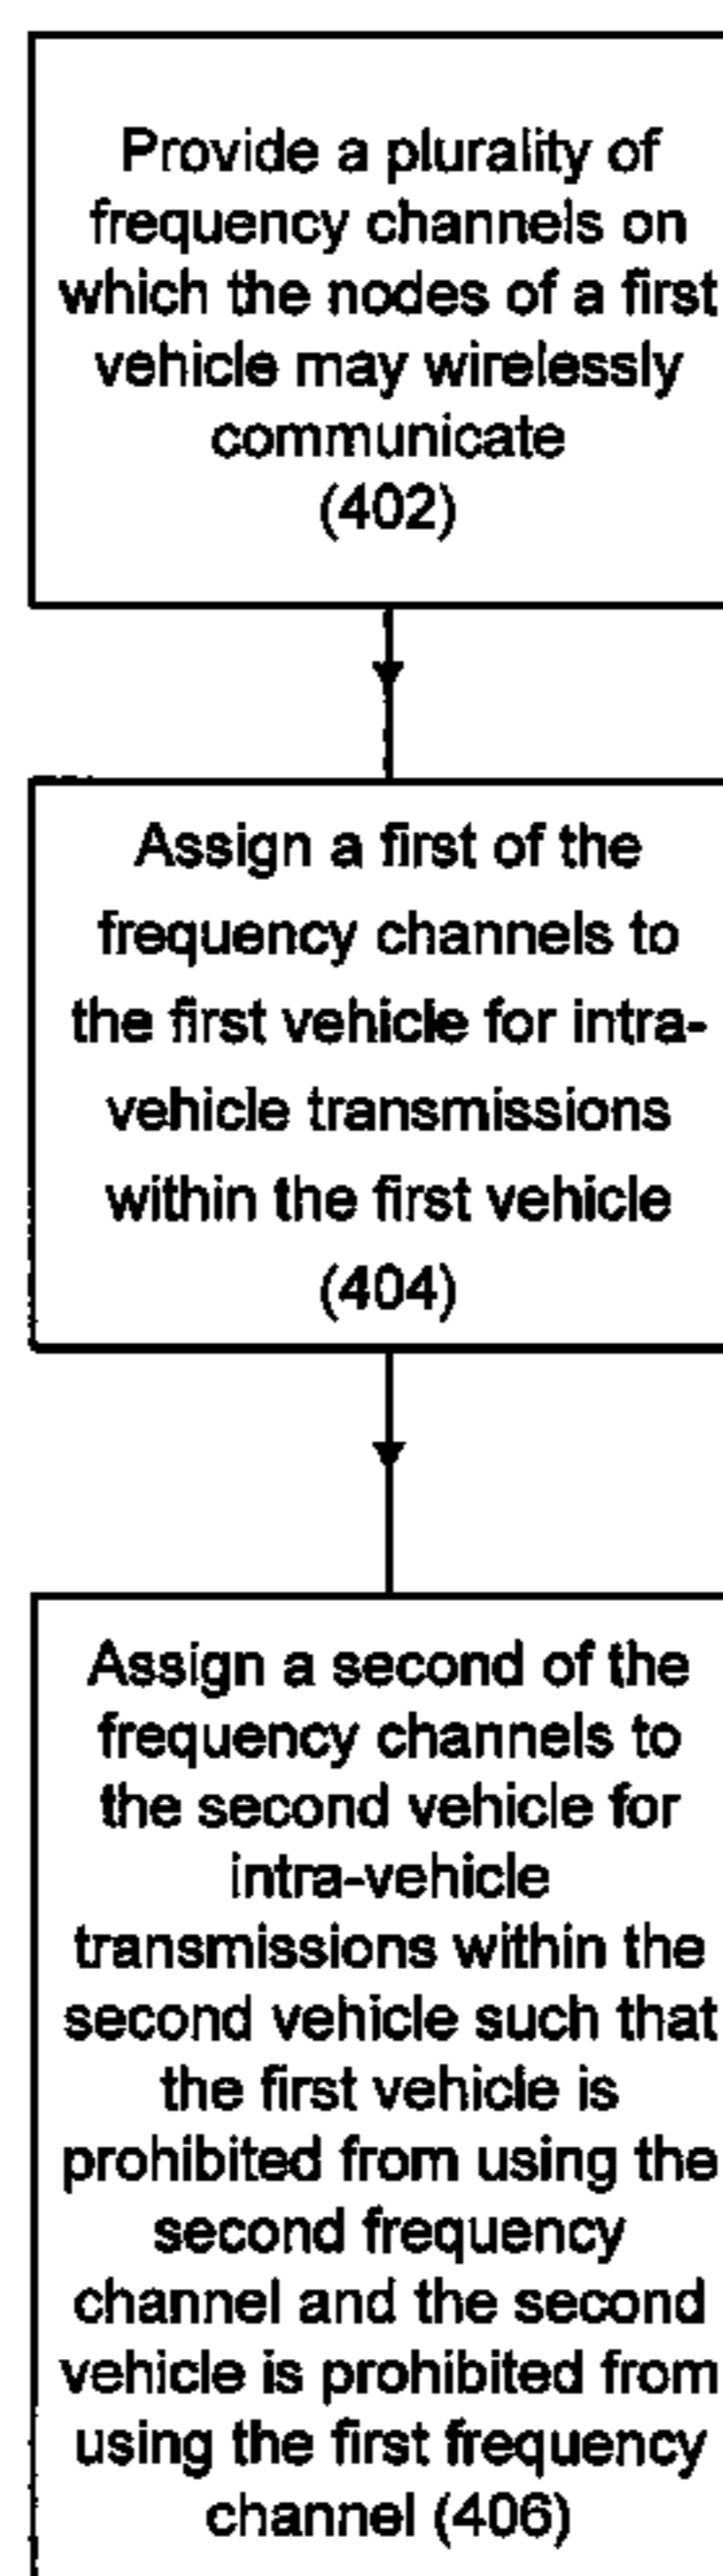 Provide a plurality of
frequency channels on
which the nodes of a first
vehicle may wirelessly
communicate
(402)
Assign a first of the
frequency channels to
the first vehicle for intra-
vehicle transmissions
within the first vehicle
(404)
Assign a second of the
frequency channels to
the second vehicle for
intra-vehicle
transmissions within the
second vehicle such that
the first vehicle is
prohibited from using the
second frequency
channel and the second
vehicle is prohibited from
using the first frequency
channel (406)